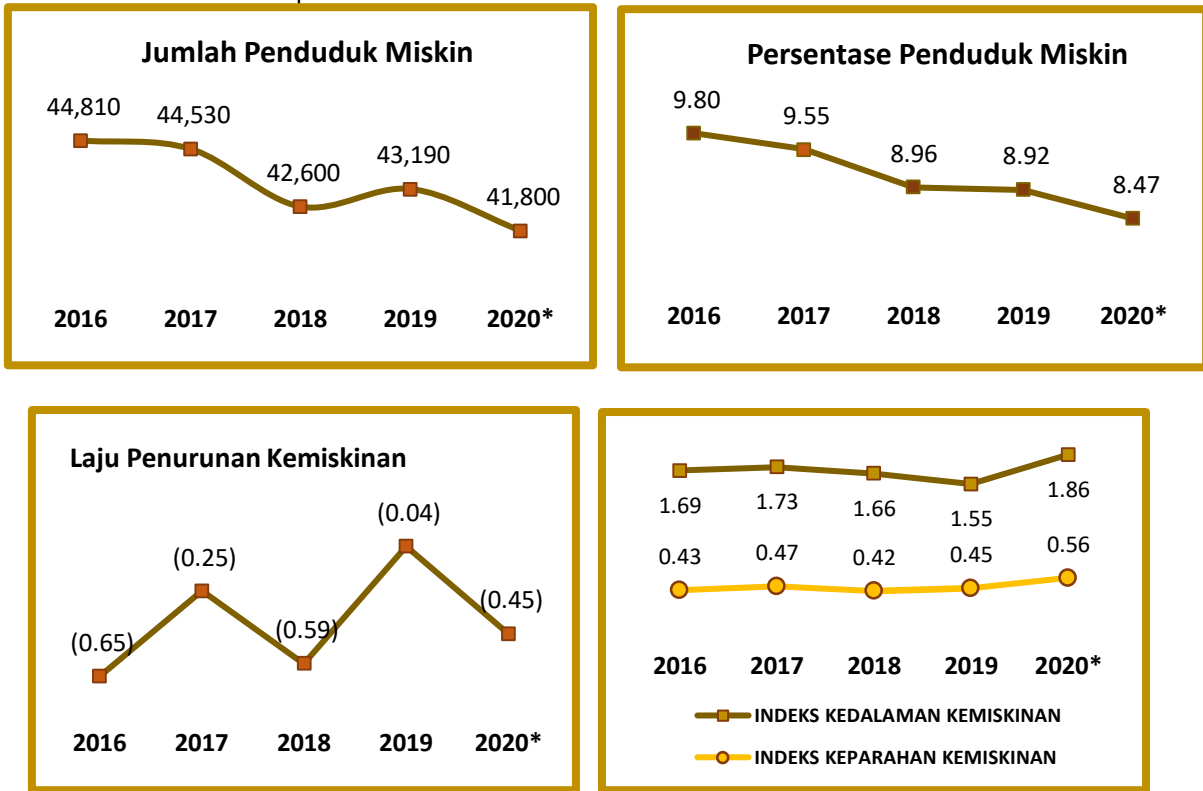 Jumlah Penduduk Miskin
44,810
44,530
42,600
43,190
41,800
2016 2017 2018 2019 2020*
Persentase Penduduk Miskin
9.80
9.55
8.96
8.92
8.47
2016 2017 2018 2019 2020*
Laju Penurunan Kemiskinan
(0.65)
(0.25)
(0.59)
(0.04)
(0.45)
2016 2017 2018 2019 2020*
1.69 1.73 1.66 1.55 1.86
0.43 0.47 0.42 0.45 0.56
2016 2017 2018 2019 2020*
INDEKS KEDALAMAN KEMISKINAN
INDEKS KEPARAHAN KEMISKINAN